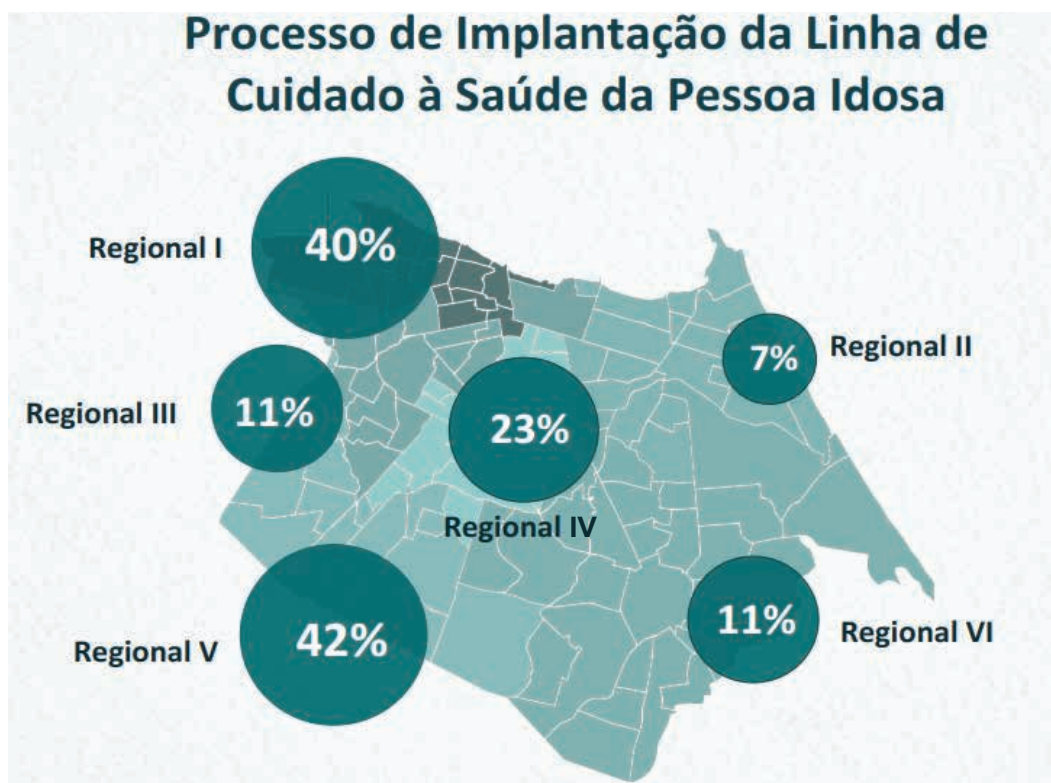 Processo de Implantação da Linha de
Cuidado à Saúde da Pessoa Idosa
Regional I
40%
7%
Regional II
Regional III
11%
23%
Regional IV
Regional V
42%
11%
Regional VI